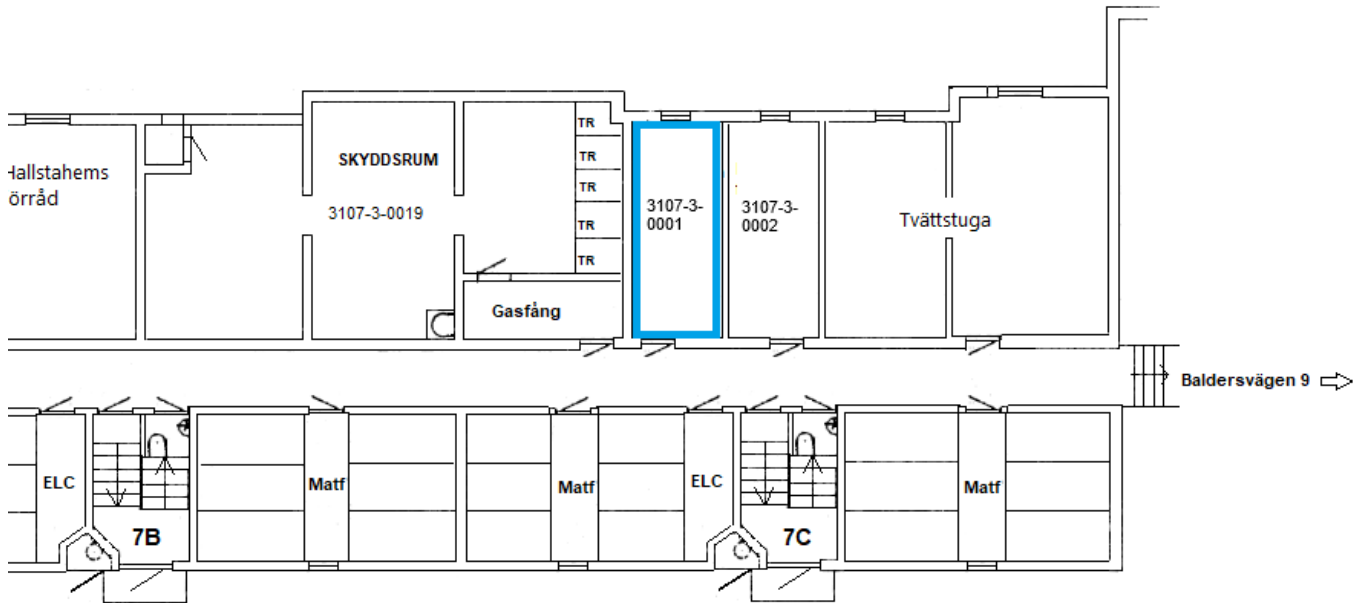 Hallstahems
örråd
SKYDDSRUM
3107-3-0019
TR
TR
TR
TR
TR
Gasfång
3107-3-
0001
3107-3-
0002
Tvättstuga
Baldersvägen 9
ELC
7B
Matf
Matf
ELC
7C
Matf